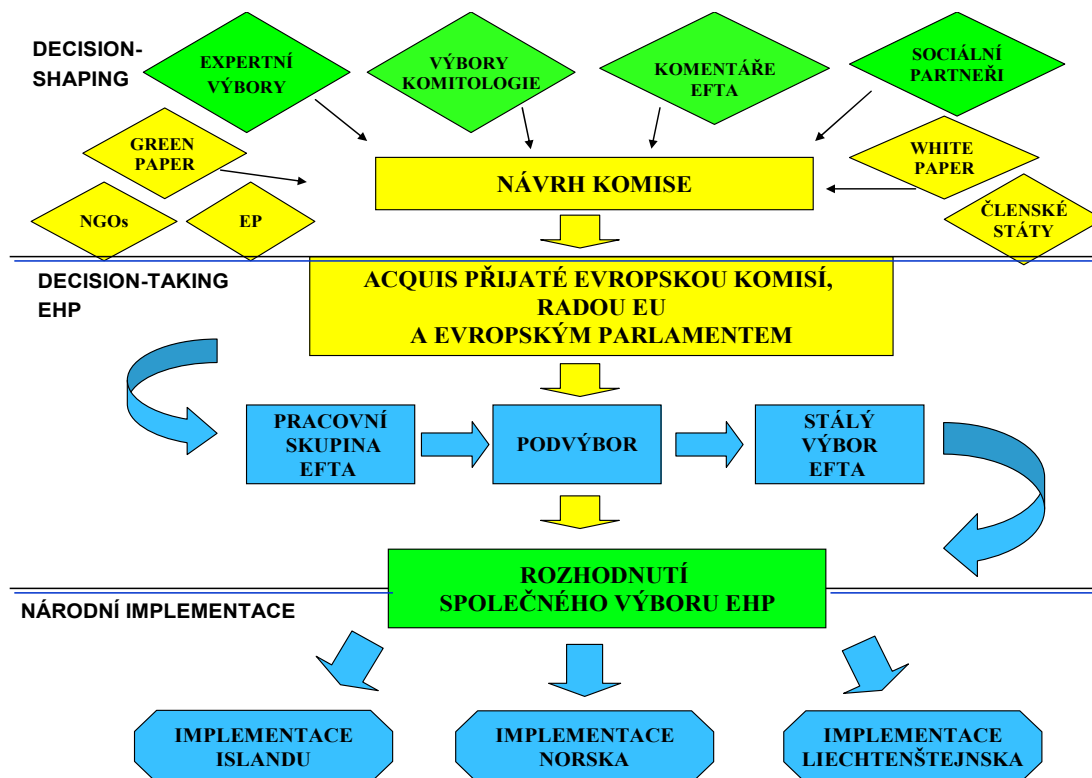 DECISION-
SHAPING
EXPERTNÍ
VÝBORY
VÝBORY
KOMITOLOGIE
KOMENTÁŘE
EFTA
SOCIÁLNÍ
PARTNEŘI
GREEN
PAPER
WHITE
PAPER
NÁVRH KOMISE
NGOs
EP
ČLENSKÉ
STÁTY
DECISION-TAKING
EHP
ACQUIS PŘIJATÉ EVROPSKOU KOMISÍ,
RADOU EU
A EVROPSKÝM PARLAMENTEM
PRACOVNÍ
SKUPINA
EFTA
PODVÝBOR
STÁLÝ
VÝBOR
EFTA
ROZHODNUTÍ
SPOLEČNÉHO VÝBORU EHP
NÁRODNÍ IMPLEMENTACE
IMPLEMENTACE
ISLANDU
IMPLEMENTACE
NORSKA
IMPLEMENTACE
LIECHTENŠTEJNSKA